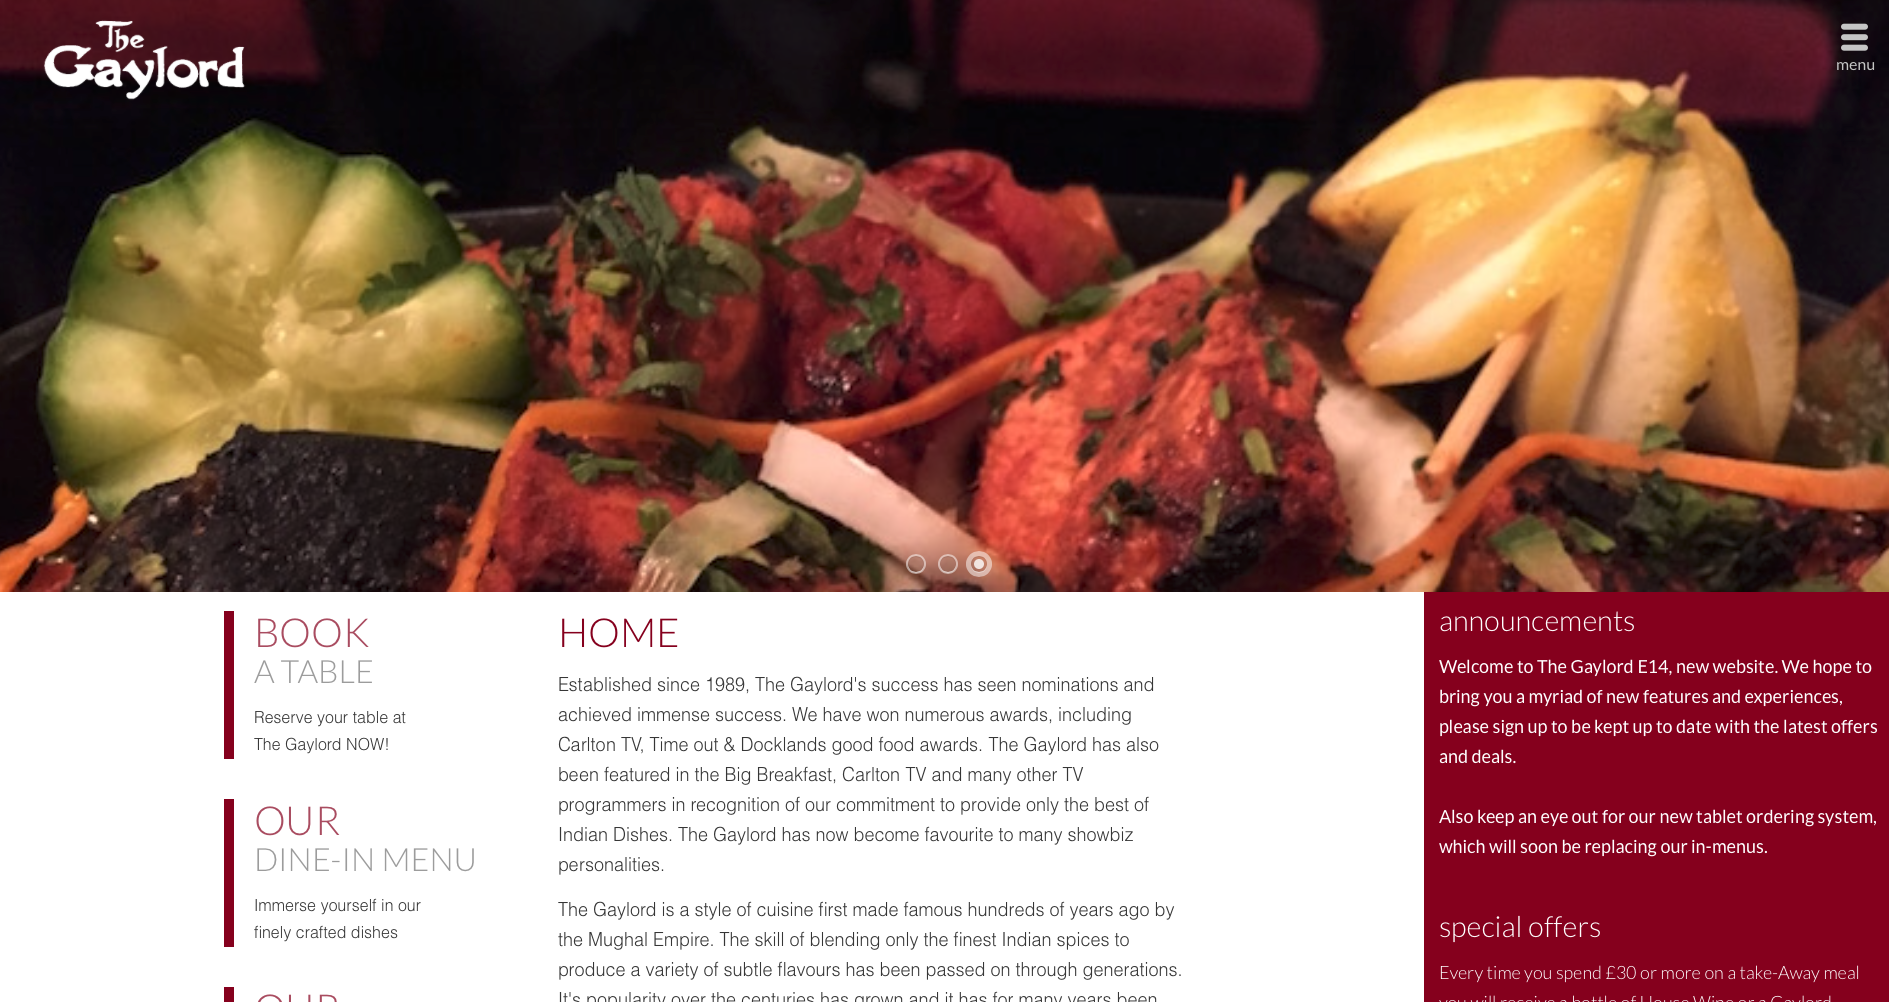 The
Gaylord
menu
BOOK
A TABLE
Reserve your table at
The Gaylord NOW!
OUR
DINE-IN MENU
Immerse yourself in our
finely crafted dishes
OUR
HOME
Established since 1989, The Gaylord's success has seen nominations and
achieved immense success. We have won numerous awards, including
Carlton TV, Time out & Docklands good food awards. The Gaylord has also
been featured in the Big Breakfast, Carlton TV and many other TV
programmers in recognition of our commitment to provide only the best of
Indian Dishes. The Gaylord has now become favourite to many showbiz
personalities.
The Gaylord is a style of cuisine first made famous hundreds of years ago by
the Mughal Empire. The skill of blending only the finest Indian spices to
produce a variety of subtle flavours has been passed on through generations.
It's popularity over the centuries has grown and it has for many years been
announcements
Welcome to The Gaylord E14, new website. We hope to
bring you a myriad of new features and experiences,
please sign up to be kept up to date with the latest offers
and deals.
Also keep an eye out for our new tablet ordering system,
which will soon be replacing our in-menus.
special offers
Every time you spend £30 or more on a take-Away meal
you will receive a bottle of House Wine or a Gaylord